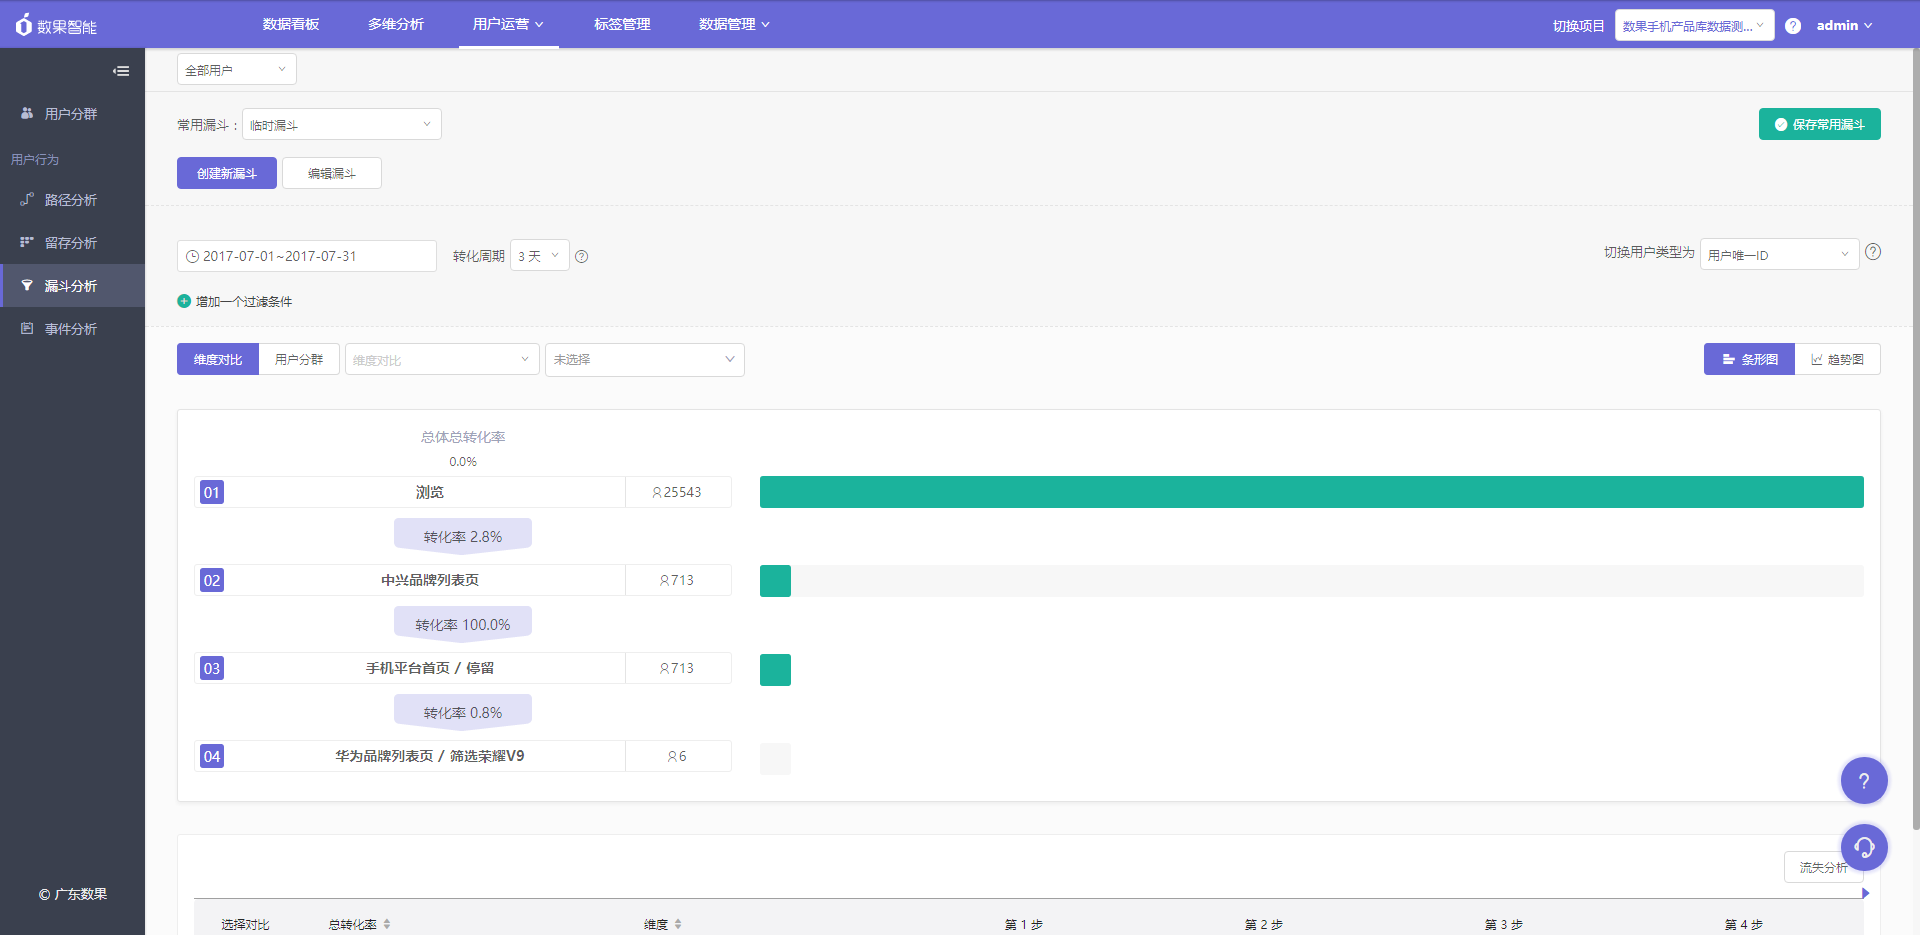 数果智能 数据看板 多维分析 用户运营 标签管理 数据管理 切换项目 数果手机产品库数据测... ? admin
全部用户
用户分群
常用漏斗： 临时漏斗 保存常用漏斗
用户行为
创建新漏斗 编辑漏斗
路径分析
留存分析
2017-07-01~2017-07-31 转化周期 3 天 ? 切换用户类型为 用户唯一ID ?
漏斗分析
增加一个过滤条件
事件分析
维度对比 用户分群 维度对比 未选择 条形图 趋势图
总体总转化率
0.0%
01 浏览 25543
转化率 2.8%
02 中兴品牌列表页 713
转化率 100.0%
03 手机平台首页 / 停留 713
转化率 0.8%
04 华为品牌列表页 / 筛选荣耀V9 6
?
流失分析
© 广东数果
选择对比 总转化率 维度 第 1 步 第 2 步 第 3 步 第 4 步